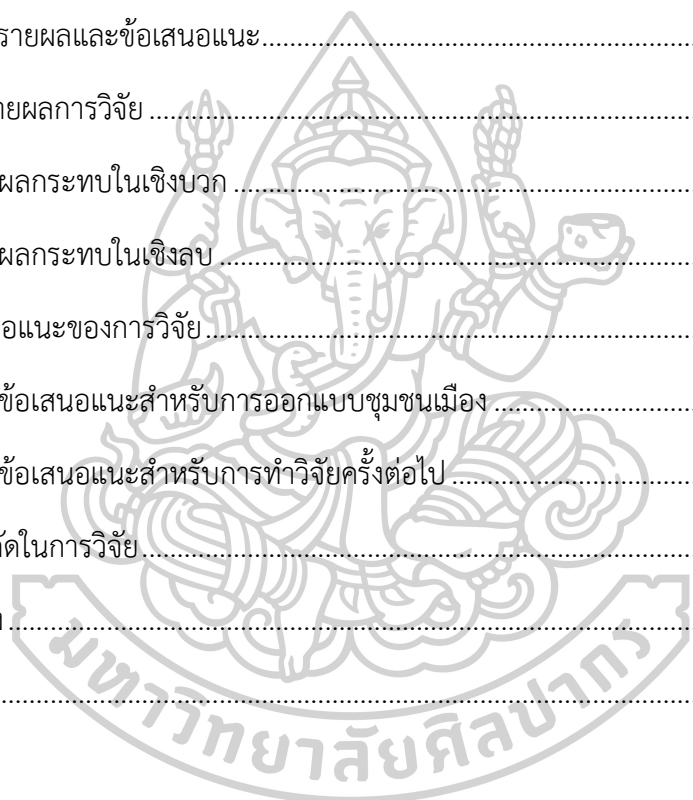 รายผลและข้อเสนอแนะ
ายผลการวิจัย
ผลกระทบในเชิงบวก
ผลกระทบในเชิงลบ
อแนะของการวิจัย
ข้อเสนอแนะสำหรับการออกแบบชุมชนเมือง
ข้อเสนอแนะสำหรับการทำวิจัยครั้งต่อไป
ัดในการวิจัย
มหาวิทยาลัยศิลปากร